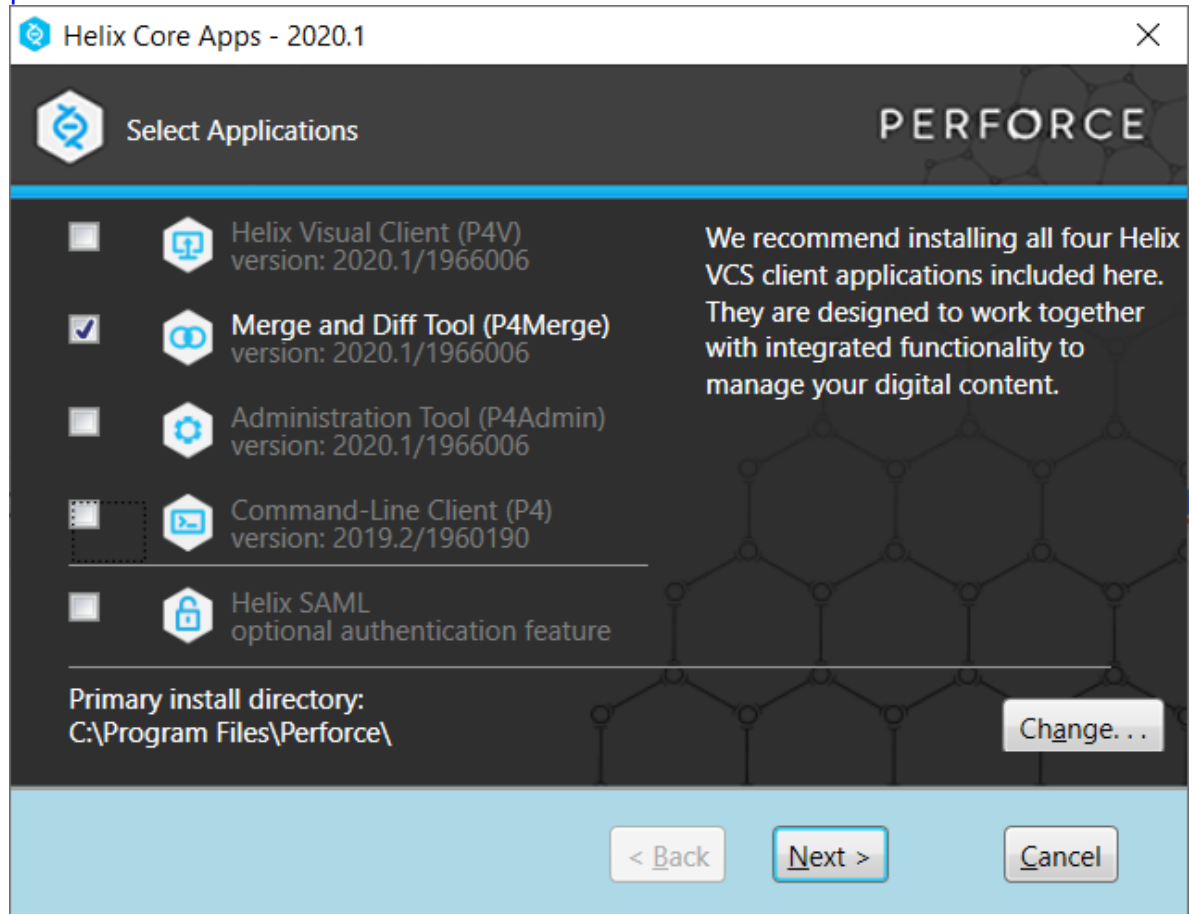 Helix Core Apps - 2020.1
Select Applications
PERFORCE
Helix Visual Client (P4V)
version: 2020.1/1966006
Merge and Diff Tool (P4Merge)
version: 2020.1/1966006
Administration Tool (P4Admin)
version: 2020.1/1966006
Command-Line Client (P4)
version: 2019.2/1960190
Helix SAML
optional authentication feature
We recommend installing all four Helix
VCS client applications included here.
They are designed to work together
with integrated functionality to
manage your digital content.
Primary install directory:
C:\Program Files\Perforce\
Change. . .
< Back
Next >
Cancel